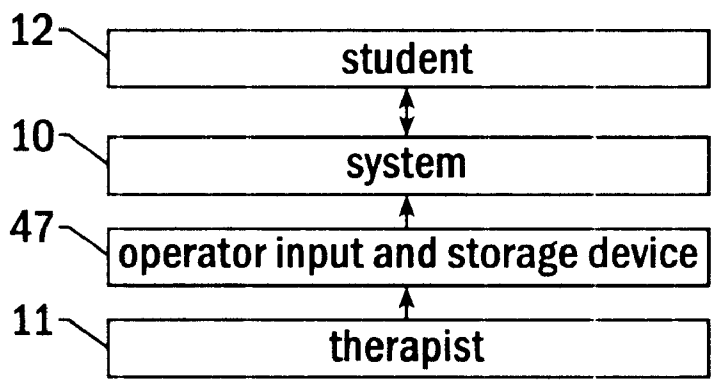 12
student
10
system
47
operator input and storage device
11
therapist